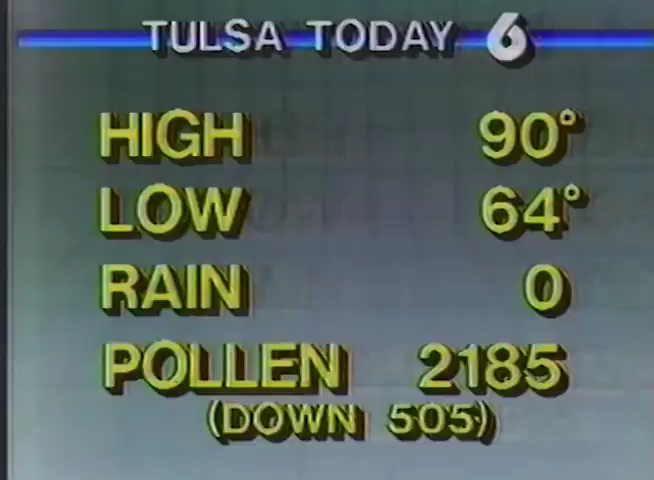 TULSA TODAY 6
HIGH 90°
LOW 64°
RAIN 0
POLLEN 2185
(DOWN 505)